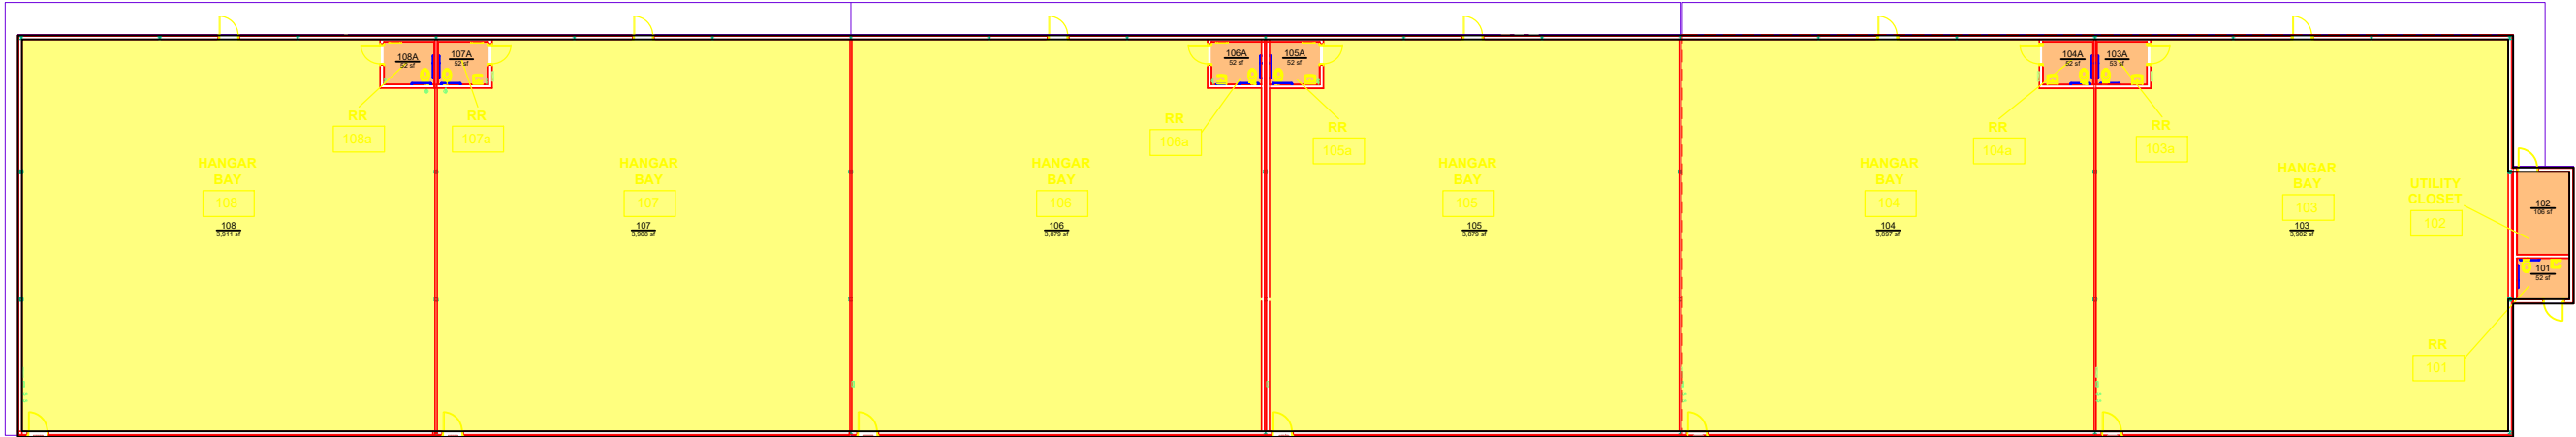 108A
52 sf
107A
52 sf
RR
108a
RR
107a
HANGAR
BAY
108
108
3,911 sf
HANGAR
BAY
107
107
3,908 sf
106A
52 sf
105A
52 sf
RR
106a
RR
105a
HANGAR
BAY
106
106
3,879 sf
HANGAR
BAY
105
105
3,879 sf
104A
52 sf
103A
53 sf
RR
104a
RR
103a
HANGAR
BAY
104
104
3,897 sf
HANGAR
BAY
103
103
3,902 sf
UTILITY
CLOSET
102
102
106 sf
101
52 sf
RR
101